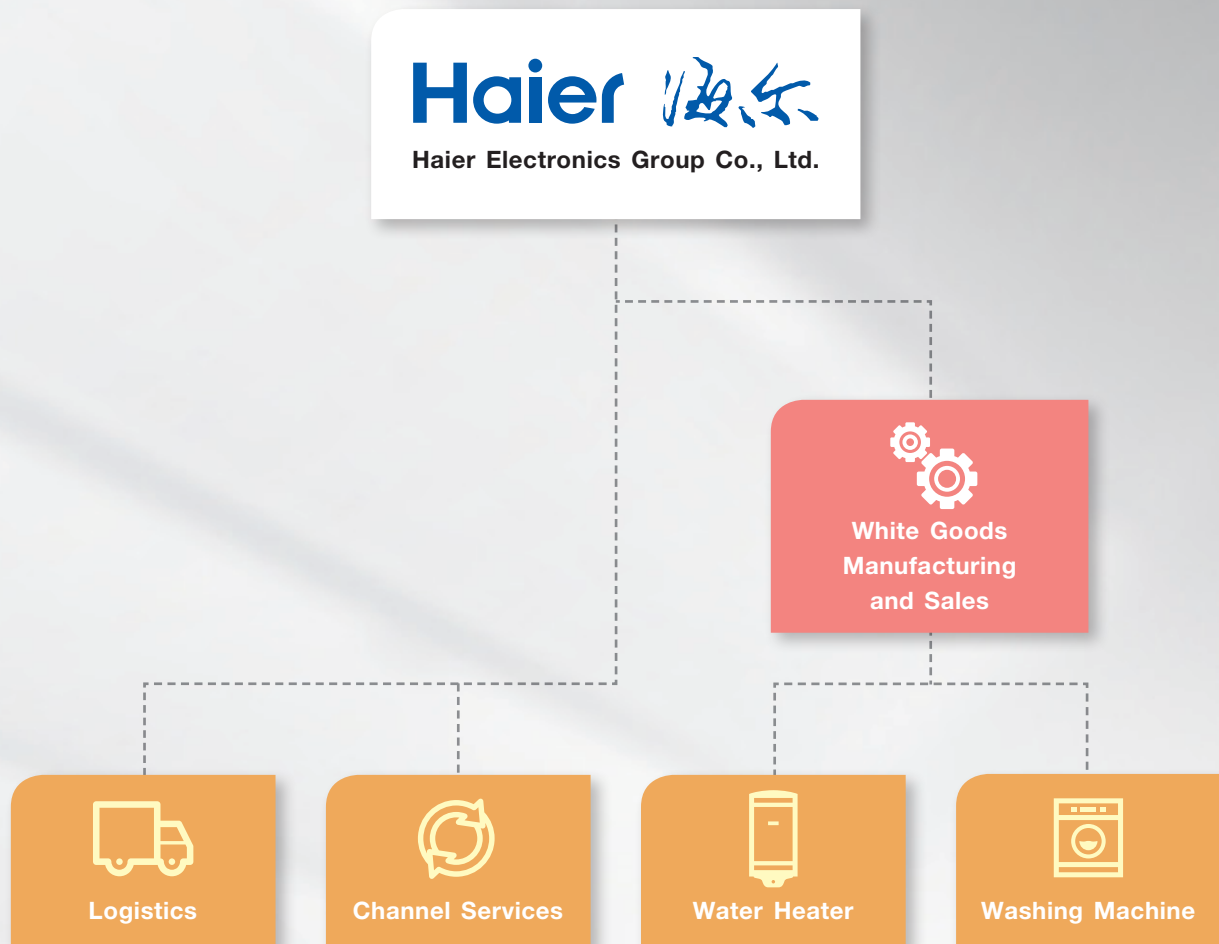 Haier 海尔
Haier Electronics Group Co., Ltd.
White Goods
Manufacturing
and Sales
Logistics
Channel Services
Water Heater
Washing Machine